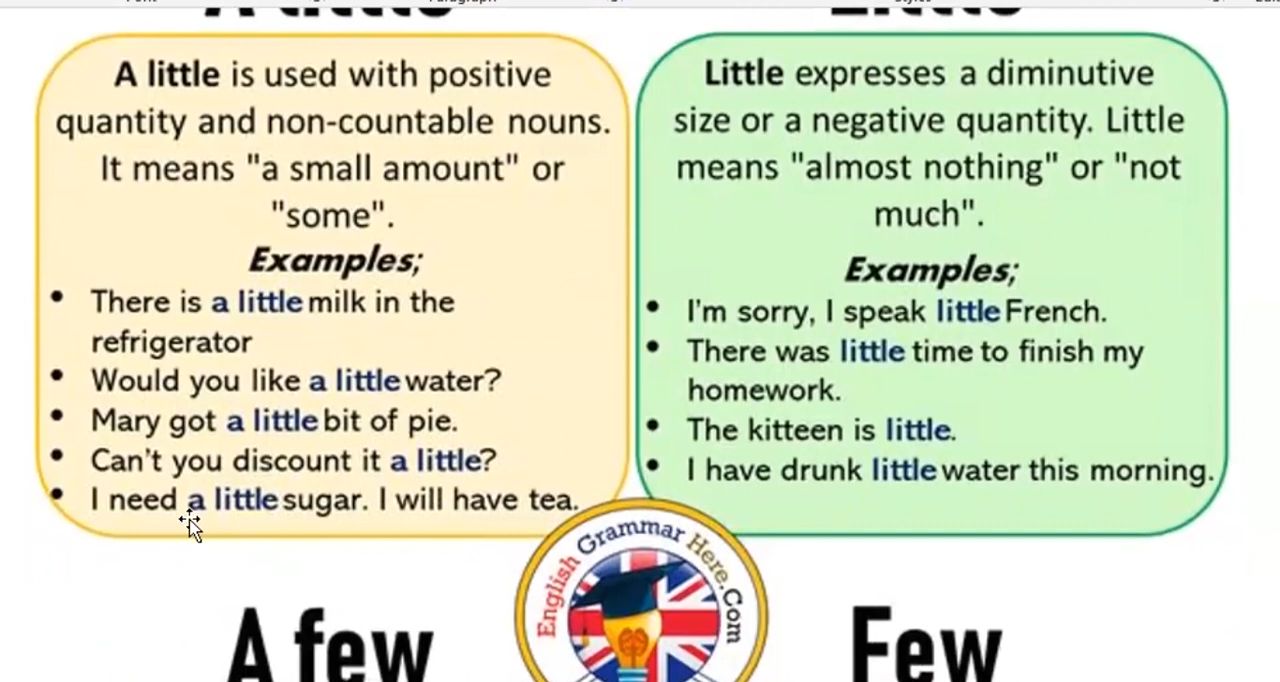 A little
Little
A little is used with positive
quantity and non-countable nouns.
It means "a small amount" or
"some".
Examples;
• There is a little milk in the
refrigerator
• Would you like a little water?
• Mary got a little bit of pie.
• Can't you discount it a little?
• I need a little sugar. I will have tea.
Little expresses a diminutive
size or a negative quantity. Little
means "almost nothing" or "not
much".
Examples;
• I'm sorry, I speak little French.
• There was little time to finish my
homework.
• The kitteen is little.
• I have drunk little water this morning.
English Grammar Here.Com
A few
Few